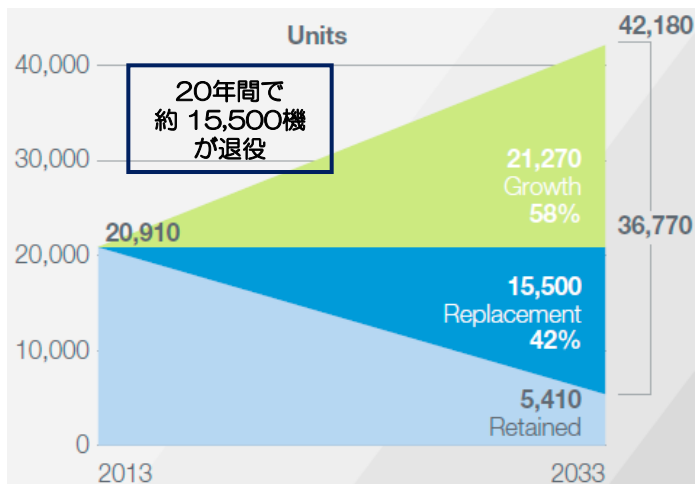 Units
42,180
40,000
20年間で
約 15,500機
が退役
30,000
21,270
Growth
58%
36,770
20,910
20,000
15,500
Replacement
42%
10,000
5,410
Retained
0
2013
2033